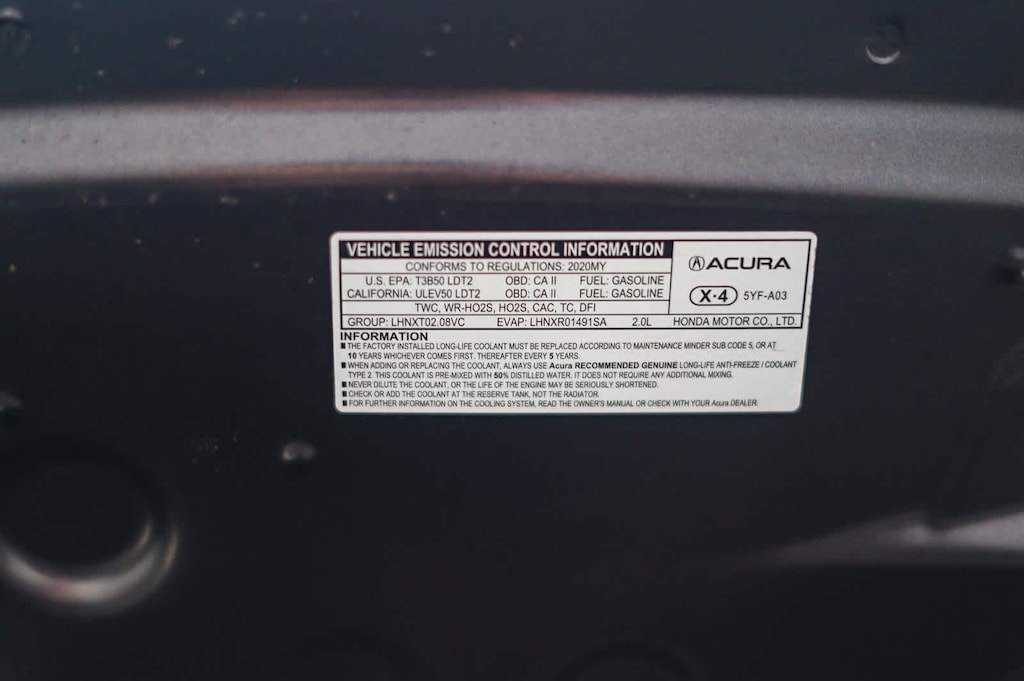 VEHICLE EMISSION CONTROL INFORMATION
CONFORMS TO REGULATIONS: 2020MY
U.S. EPA: T3B50 LDT2 OBD: CA II FUEL: GASOLINE
CALIFORNIA: ULEV50 LDT2 OBD: CA II FUEL: GASOLINE
TWC, WR-HO2S, HO2S, CAC, TC, DFI
GROUP: LHNXT02.08VC EVAP: LHNXR01491SA 2.0L
ACURA
X·4 5YF-A03
HONDA MOTOR CO., LTD.
INFORMATION
■ THE FACTORY INSTALLED LONG-LIFE COOLANT MUST BE REPLACED ACCORDING TO MAINTENANCE MINDER SUB CODE 5, OR AT
10 YEARS WHICHEVER COMES FIRST. THEREAFTER EVERY 5 YEARS.
■ WHEN ADDING OR REPLACING THE COOLANT, ALWAYS USE Acura RECOMMENDED GENUINE LONG-LIFE ANTI-FREEZE / COOLANT
TYPE 2. THIS COOLANT IS PRE-MIXED WITH 50% DISTILLED WATER. IT DOES NOT REQUIRE ANY ADDITIONAL MIXING.
■ NEVER DILUTE THE COOLANT, OR THE LIFE OF THE ENGINE MAY BE SERIOUSLY SHORTENED.
■ CHECK OR ADD THE COOLANT AT THE RESERVE TANK, NOT THE RADIATOR.
■ FOR FURTHER INFORMATION ON THE COOLING SYSTEM, READ THE OWNER'S MANUAL OR CHECK WITH YOUR Acura DEALER.